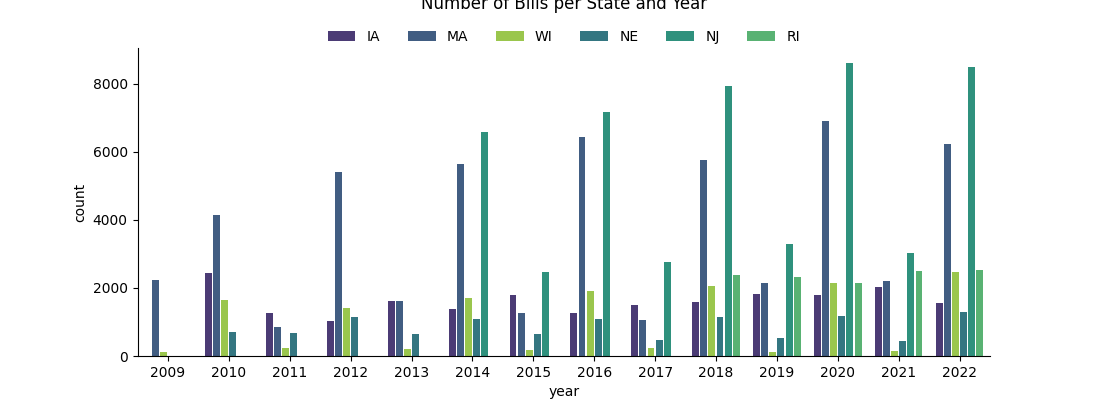 Number of Bills per State and Year
IA MA WI NE NJ RI
8000
6000
4000
2000
0
count
2009 2010 2011 2012 2013 2014 2015 2016 2017 2018 2019 2020 2021 2022
year